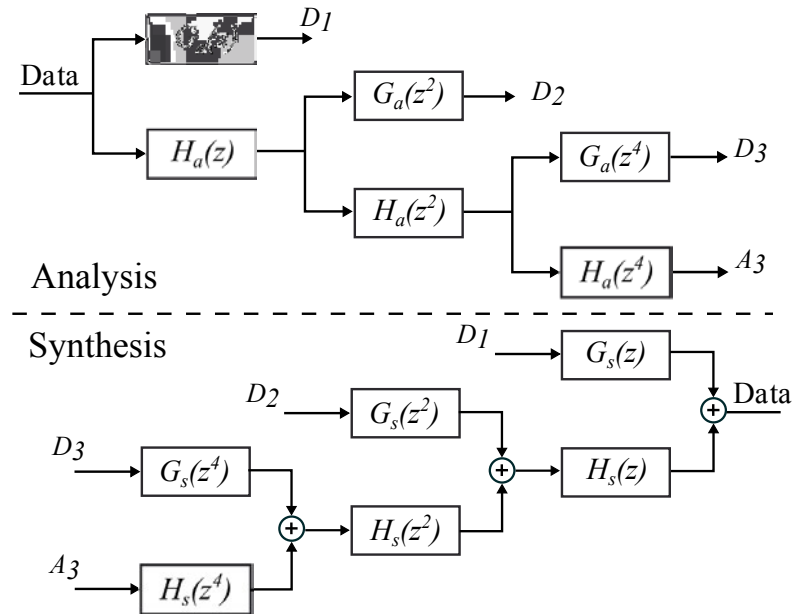 D1
Data
Gₐ(z²)
D2
Hₐ(z)
Gₐ(z⁴)
D3
Hₐ(z²)
Hₐ(z⁴)
A3
Analysis
Synthesis
D1
Gₛ(z)
Data
D2
Gₛ(z²)
D3
Gₛ(z⁴)
Hₛ(z)
Hₛ(z²)
A3
Hₛ(z⁴)